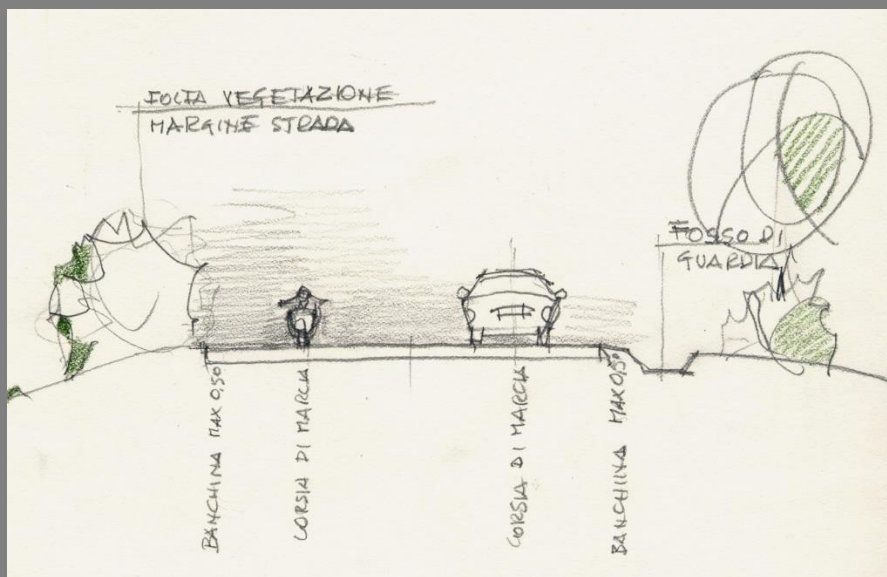 FOLTA VEGETAZIONE
MARGINE STRADA
FOSSO DI
GUARDIA
BANCHINA MAX 0,50
CORSIA DI MARCIA
CORSIA DI MARCIA
BANCHINA MAX 0,50